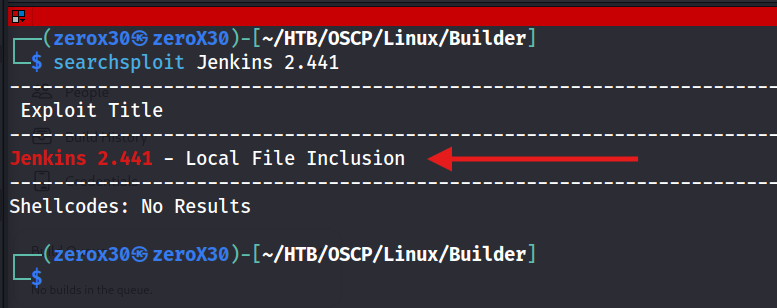 ┌──(zerox30㉿zeroX30)-[~/HTB/OSCP/Linux/Builder]
└─$ searchsploit Jenkins 2.441
Exploit Title
Jenkins 2.441 - Local File Inclusion
Shellcodes: No Results
┌──(zerox30㉿zeroX30)-[~/HTB/OSCP/Linux/Builder]
└─$
No builds in the queue.